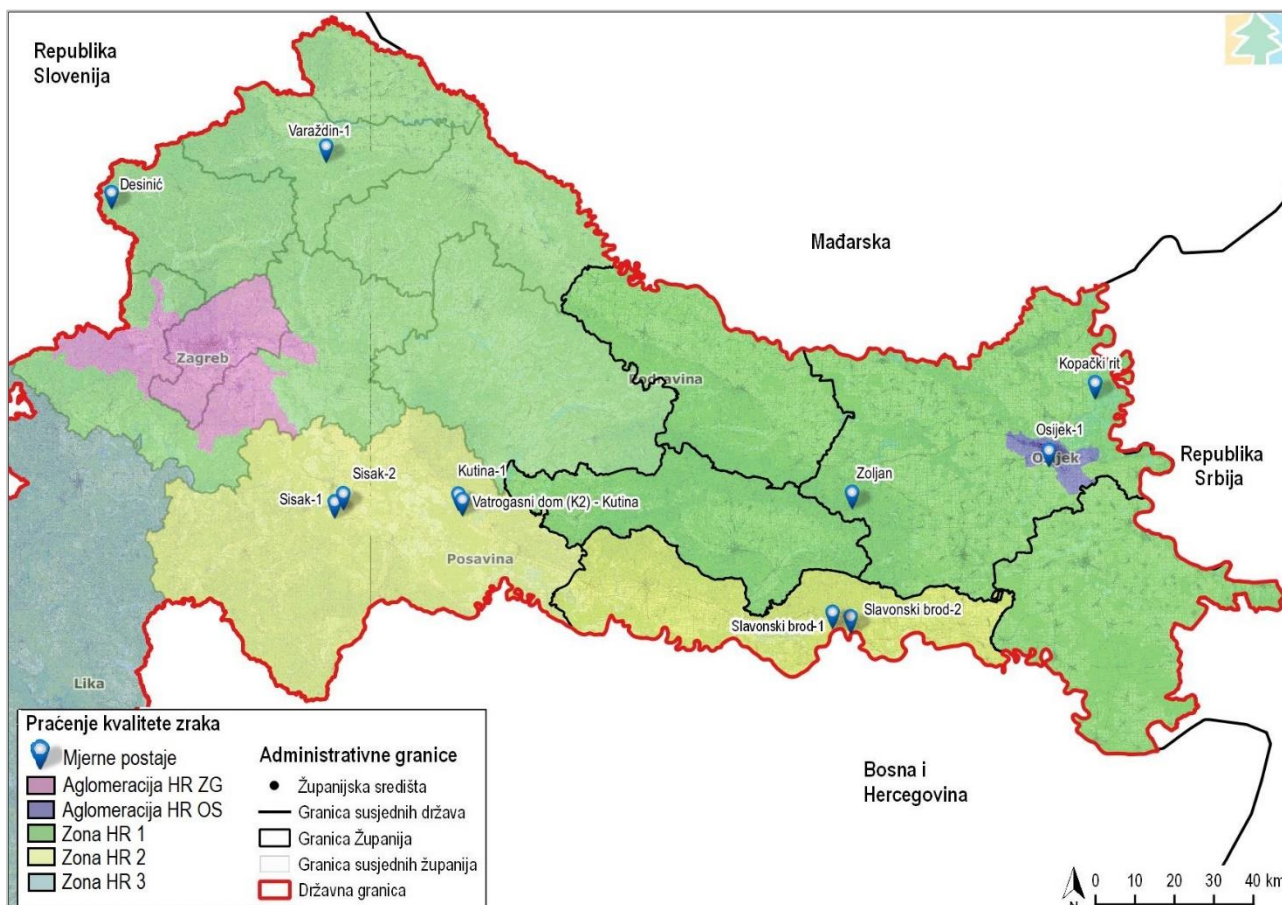 Republika
Slovenija
Varaždin-1
Desinić
Mađarska
Zagreb
Podravina
Kopački rit
Osijek-1
Osijek
Republika
Srbija
Zoljan
Sisak-2
Sisak-1
Kutina-1
Vatrogasni dom (K2) - Kutina
Posavina
Slavonski brod-1
Slavonski brod-2
Lika
Bosna i
Hercegovina
Praćenje kvalitete zraka
Mjerne postaje
Aglomeracija HR ZG
Aglomeracija HR OS
Zona HR 1
Zona HR 2
Zona HR 3
Administrativne granice
Županijska središta
Granica susjednih država
Granica Županija
Granica susjednih županija
Državna granica
N
0 10 20 30 40 km